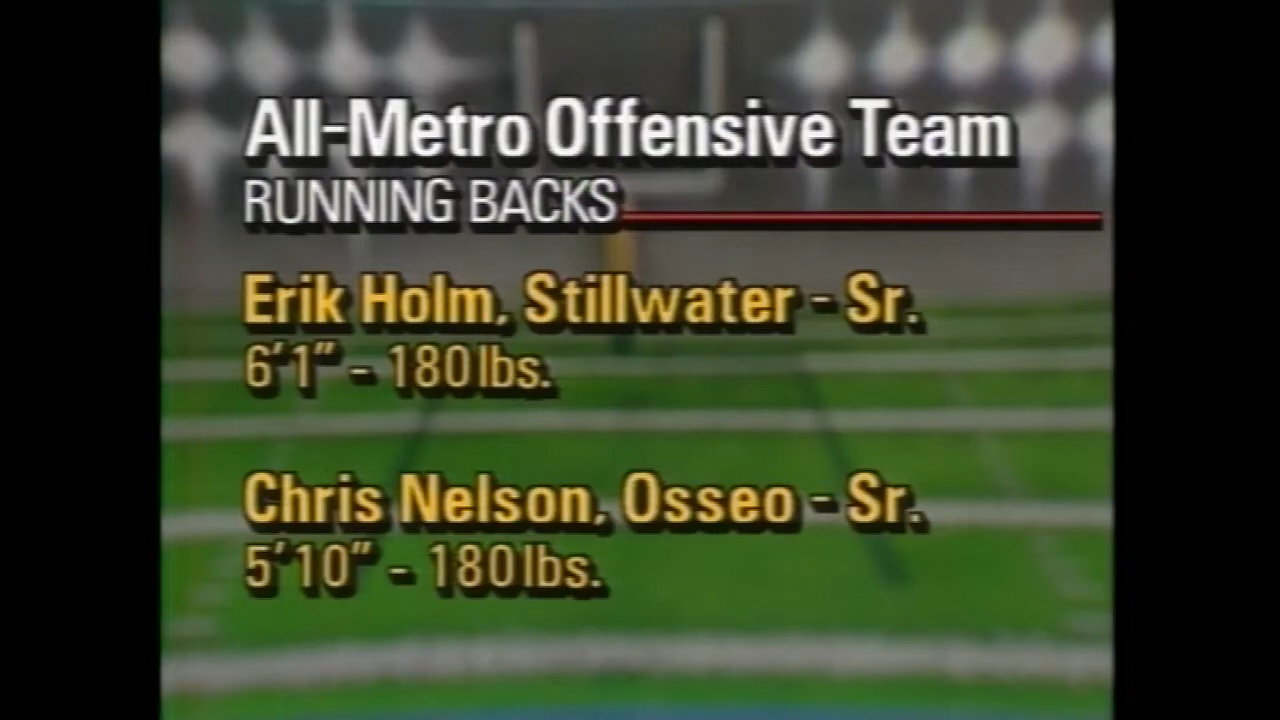 All-Metro Offensive Team
RUNNING BACKS
Erik Holm, Stillwater - Sr.
6'1" - 180 lbs.
Chris Nelson, Osseo - Sr.
5'10" - 180 lbs.